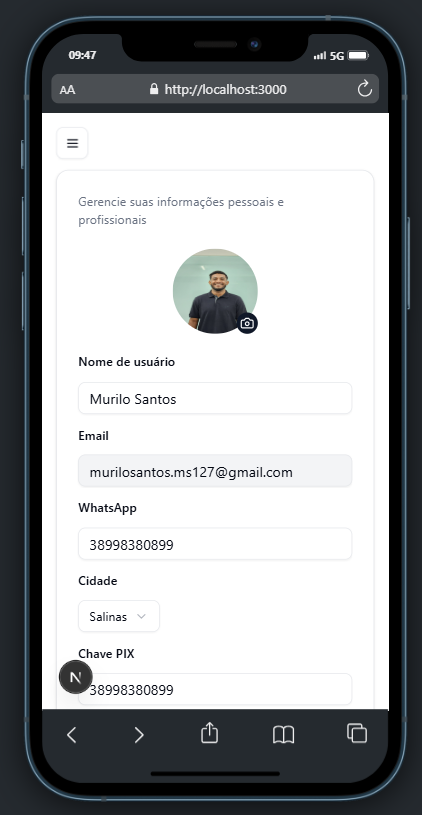 09:47
5G
AA
http://localhost:3000
Gerencie suas informações pessoais e
profissionais
Nome de usuário
Murilo Santos
Email
murilosantos.ms127@gmail.com
WhatsApp
38998380899
Cidade
Salinas
Chave PIX
N
38998380899